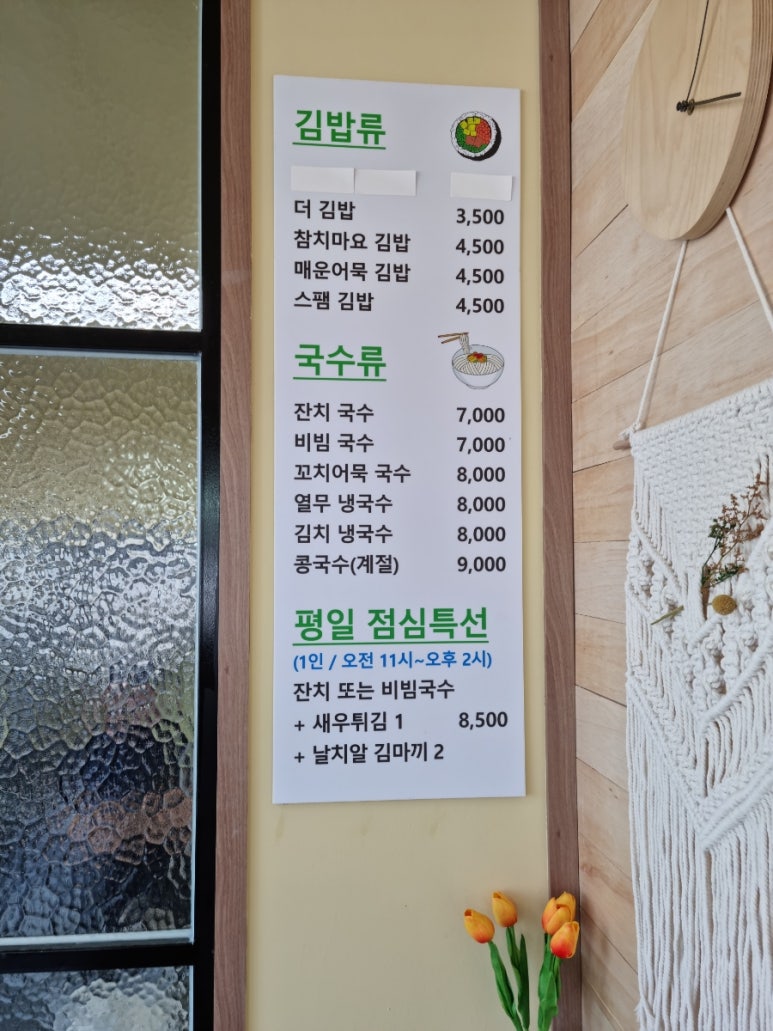 김밥류
더 김밥 3,500
참치마요 김밥 4,500
매운어묵 김밥 4,500
스팸 김밥 4,500
국수류
잔치 국수 7,000
비빔 국수 7,000
꼬치어묵 국수 8,000
열무 냉국수 8,000
김치 냉국수 8,000
콩국수(계절) 9,000
평일 점심특선
(1인 / 오전 11시~오후 2시)
잔치 또는 비빔국수
+ 새우튀김 1 8,500
+ 날치알 김마끼 2